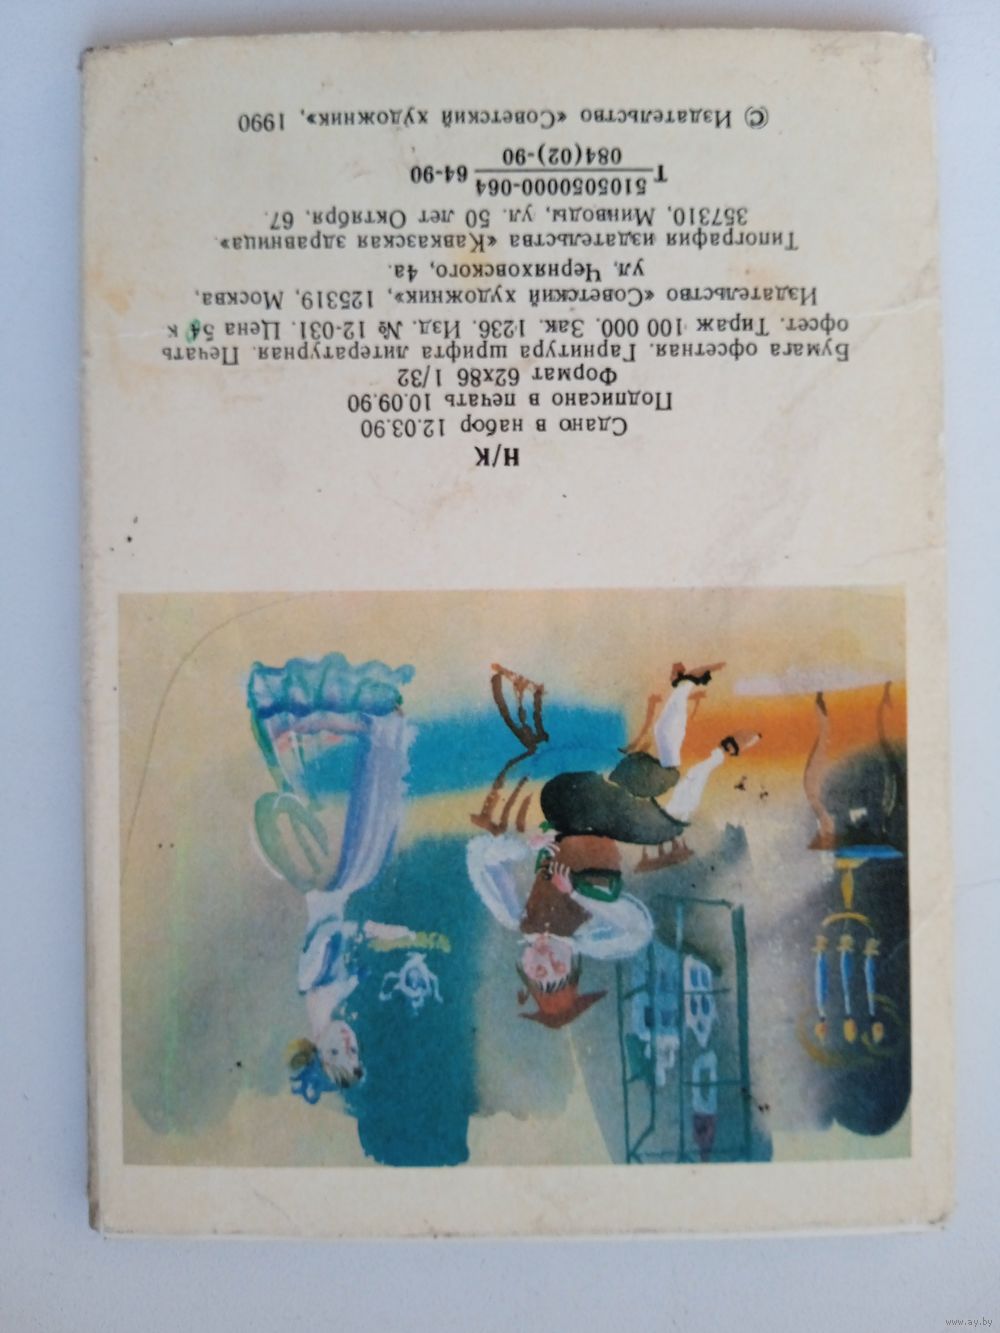 Н/К
Сдано в набор 12.03.90
Подписано в печать 10.09.90
Формат 62х86 1/32
Бумага офсетная. Гарнитура шрифта литературная. Печать
офсет. Тираж 100 000. Зак. 1236. Изд. № 12-031. Цена 54 к
Издательство «Советский художник», 125319, Москва,
ул. Черняховского, 4а.
Типография издательства «Кавказская здравница».
357310, Минводы, ул. 50 лет Октября, 67.
5105050000-064
Т 64-90
084(02)-90
© Издательство «Советский художник», 1990
www.ay.by